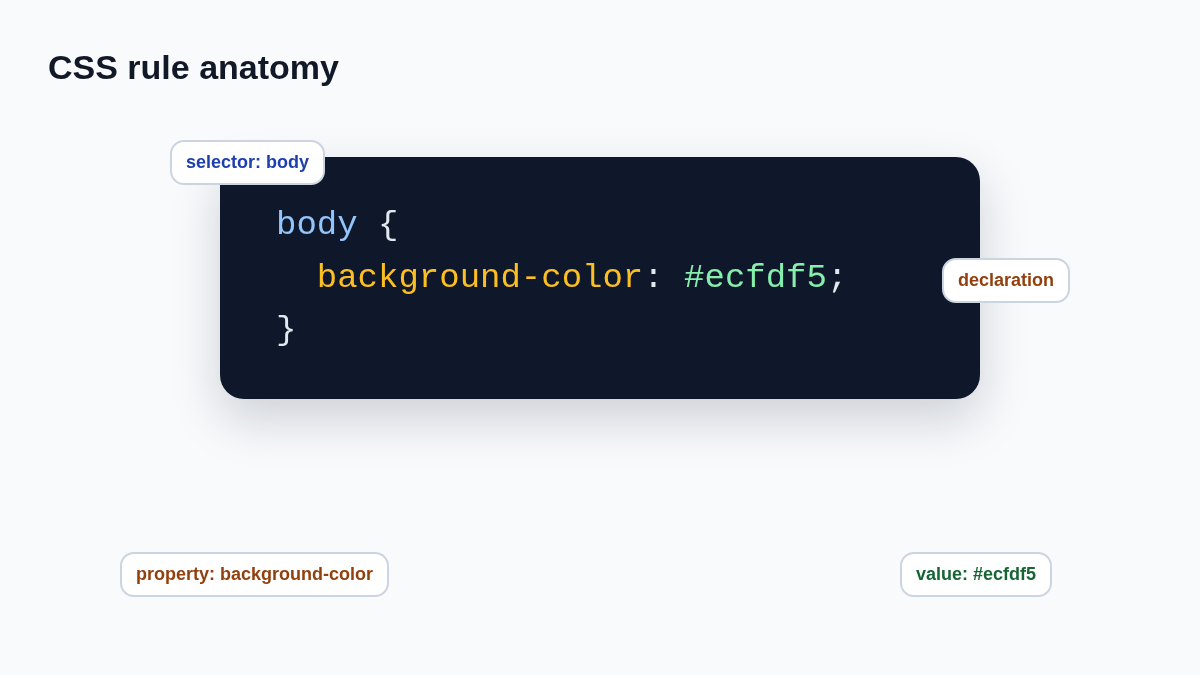 CSS rule anatomy
selector: body
body {
  background-color: #ecfdf5;
declaration
}
property: background-color
value: #ecfdf5